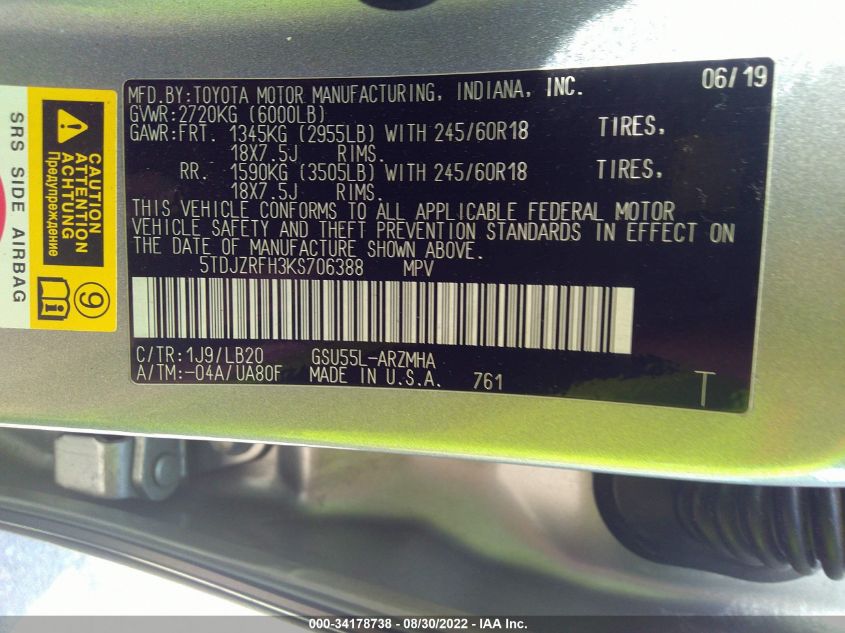 06/19
MFD.BY:TOYOTA MOTOR MANUFACTURING, INDIANA, INC.
GVWR:2720KG (6000LB)
GAWR:FRT. 1345KG (2955LB) WITH 245/60R18 TIRES,
18X7.5J RIMS.
RR. 1590KG (3505LB) WITH 245/60R18 TIRES,
18X7.5J RIMS.
THIS VEHICLE CONFORMS TO ALL APPLICABLE FEDERAL MOTOR
VEHICLE SAFETY AND THEFT PREVENTION STANDARDS IN EFFECT ON
THE DATE OF MANUFACTURE SHOWN ABOVE.
5TDJZRFH3KS706388 MPV
C/TR:1J9/LB20 GSU55L-ARZMHA
A/TM:-04A/UA80F MADE IN U.S.A. 761
T
SRS SIDE AIRBAG
CAUTION
ATTENTION
ACHTUNG
Предупреждение
9
000-34178738 - 08/30/2022 - IAAI - Copyright IAA, Inc.